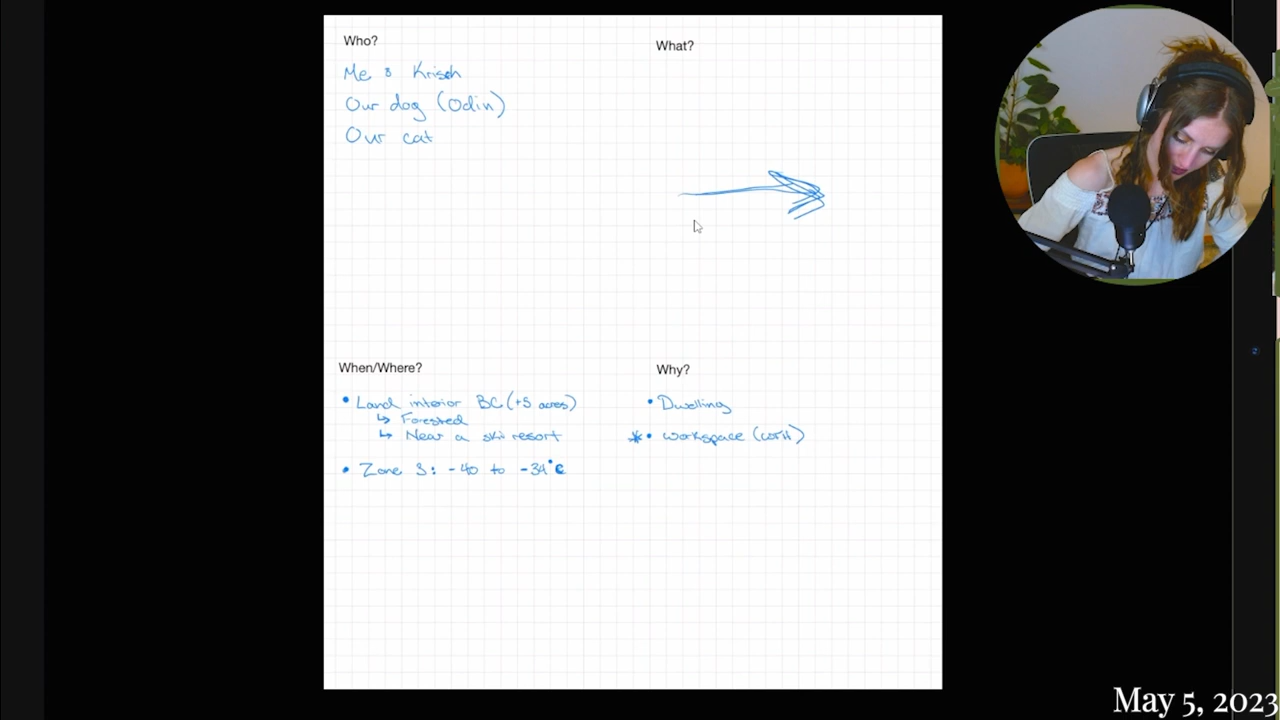 Who?
Me & Krisch
Our dog (Odin)
Our cat
What?
When/Where?
• Land interior BC (+5 acres)
↳ Forested
↳ Near a ski resort
• Zone 3: -40 to -34°C
Why?
• Dwelling
* • workspace (WFH)
May 5, 2023